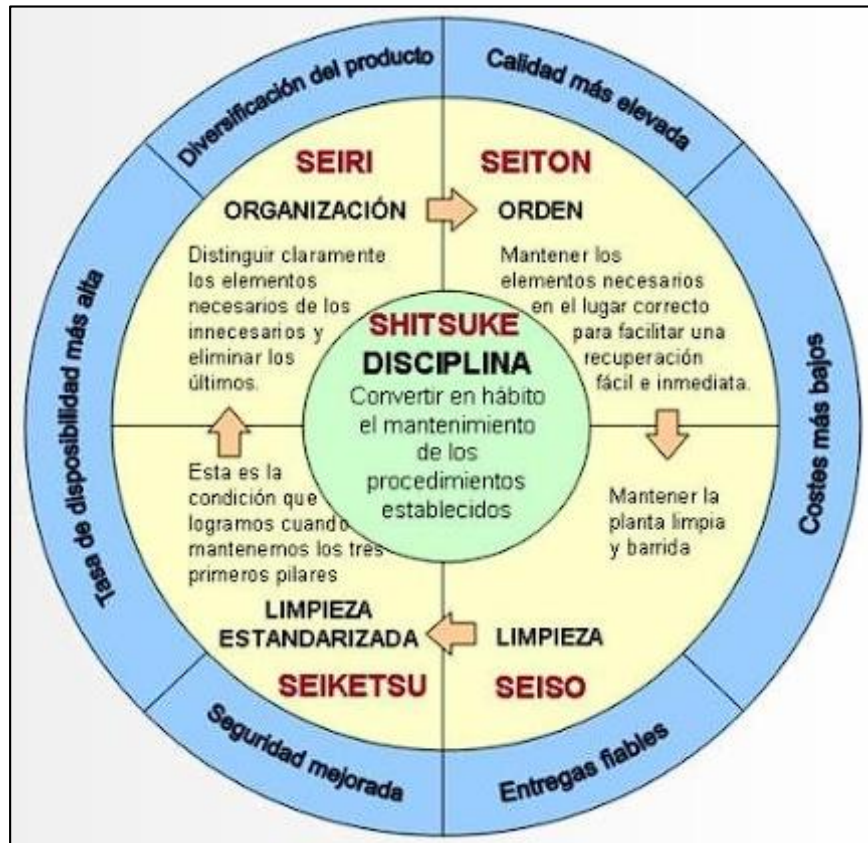 Diversificación del producto
Calidad más elevada
Costes más bajos
Entregas fiables
Seguridad mejorada
Tasa de disposibilidad más alta
SEIRI
ORGANIZACIÓN
Distinguir claramente
los elementos
necesarios de los
innecesarios y
eliminar los
últimos.
SEITON
ORDEN
Mantener los
elementos necesarios
en el lugar correcto
para facilitar una
recuperación
fácil e inmediata.
SHITSUKE
DISCIPLINA
Convertir en hábito
el mantenimiento
de los
procedimientos
establecidos
Mantener la
planta limpia
y barrida
LIMPIEZA
SEISO
Esta es la
condición que
logramos cuando
mantenemos los tres
primeros pilares
LIMPIEZA
ESTANDARIZADA
SEIKETSU